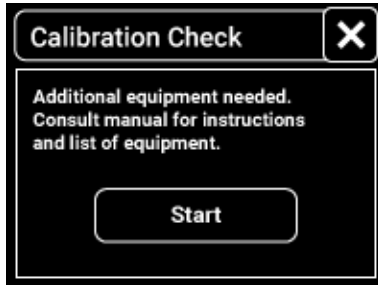 Calibration Check
Additional equipment needed.
Consult manual for instructions
and list of equipment.
Start